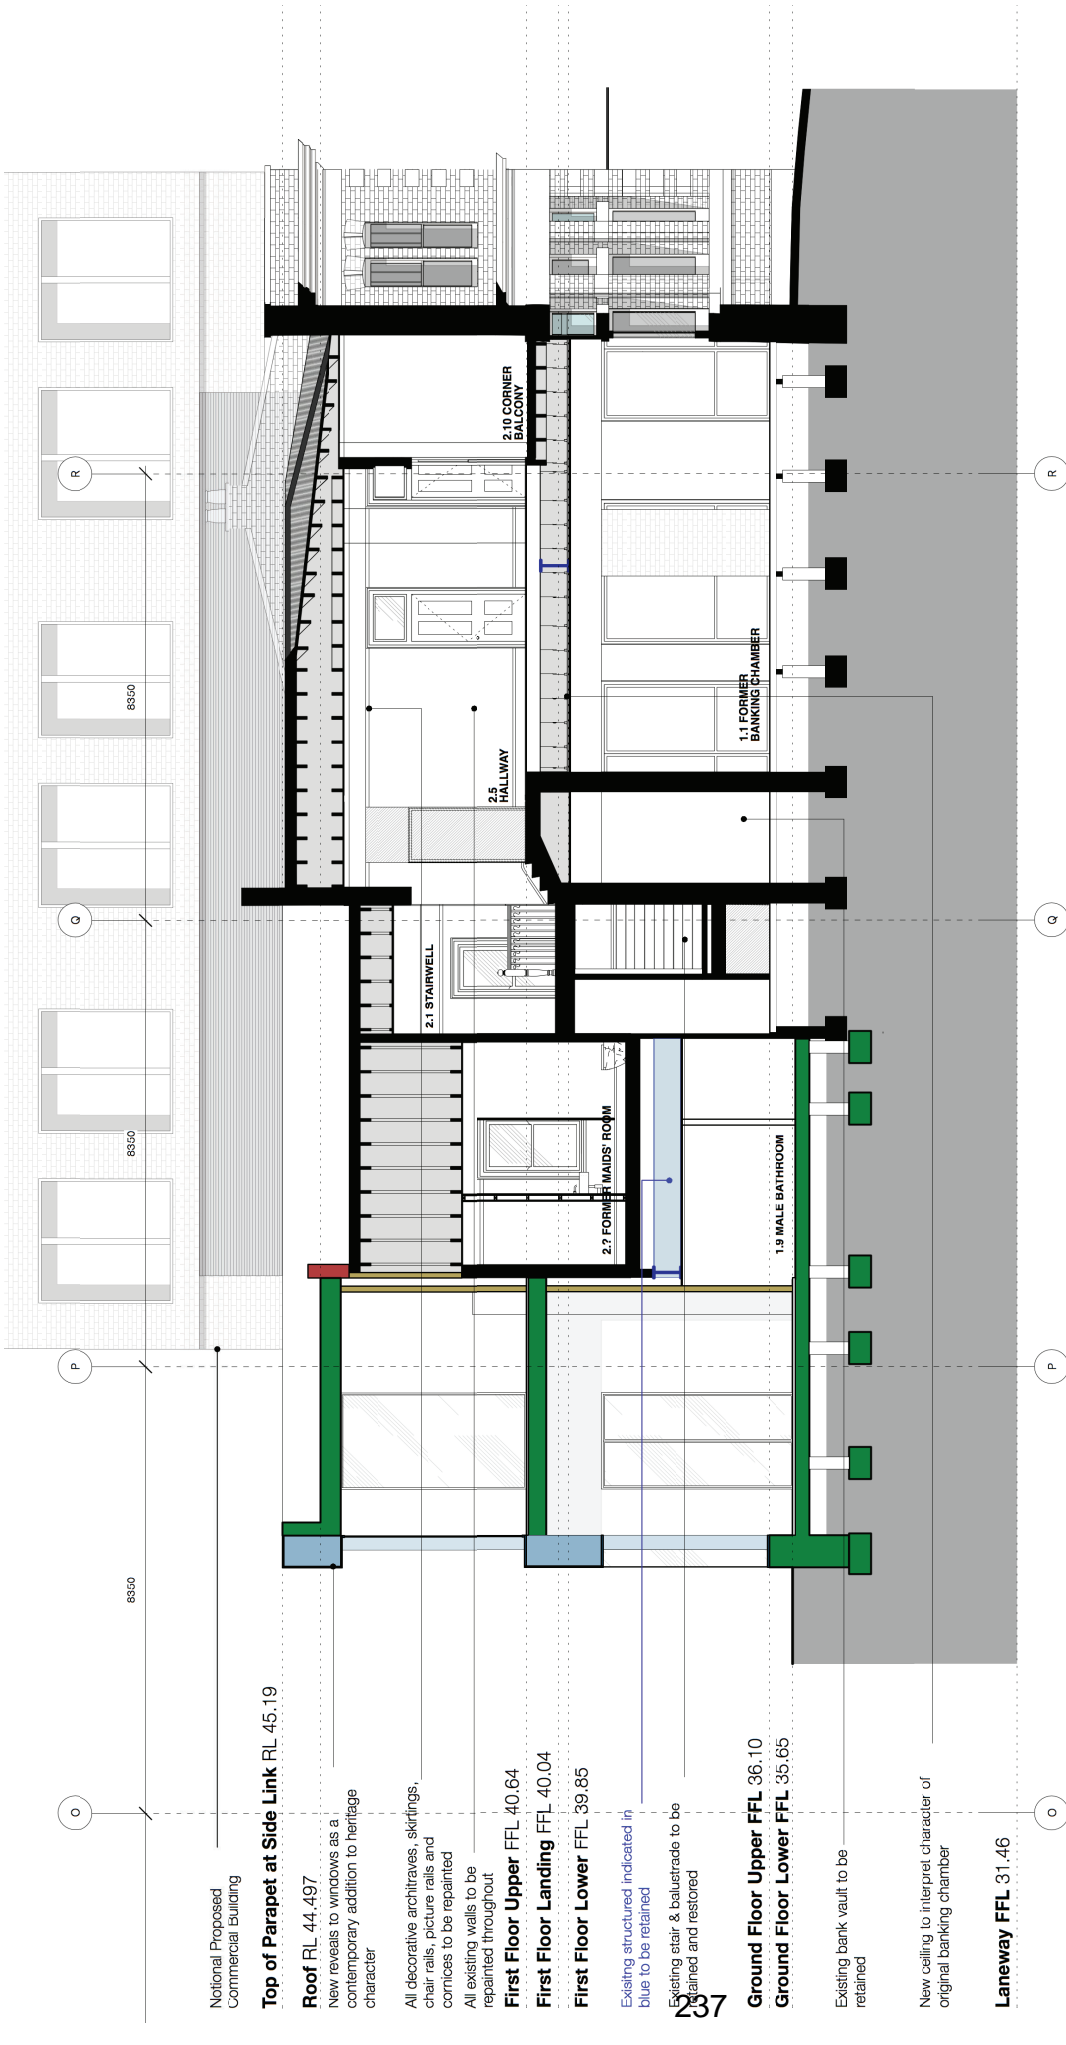 Notional Proposed
Commercial Building
Top of Parapet at Side Link RL 45.19
Roof RL 44.497
New reveals to windows as a
contemporary addition to heritage
character
All decorative architraves, skirtings,
chair rails, picture rails and
cornices to be repainted
All existing walls to be
repainted throughout
First Floor Upper FFL 40.64
First Floor Landing FFL 40.04
First Floor Lower FFL 39.85
Exisitng structured indicated in
blue to be retained
Existing stair & balustrade to be
retained and restored
Ground Floor Upper FFL 36.10
Ground Floor Lower FFL 35.65
Existing bank vault to be
retained
New ceiling to interpret character of
original banking chamber
Laneway FFL 31.46
O
P
Q
R
8350
8350
8350
2.10 CORNER
BALCONY
2.5
HALLWAY
2.1 STAIRWELL
2.? FORMER MAIDS' ROOM
1.1 FORMER
BANKING CHAMBER
1.9 MALE BATHROOM
O
P
Q
R
237